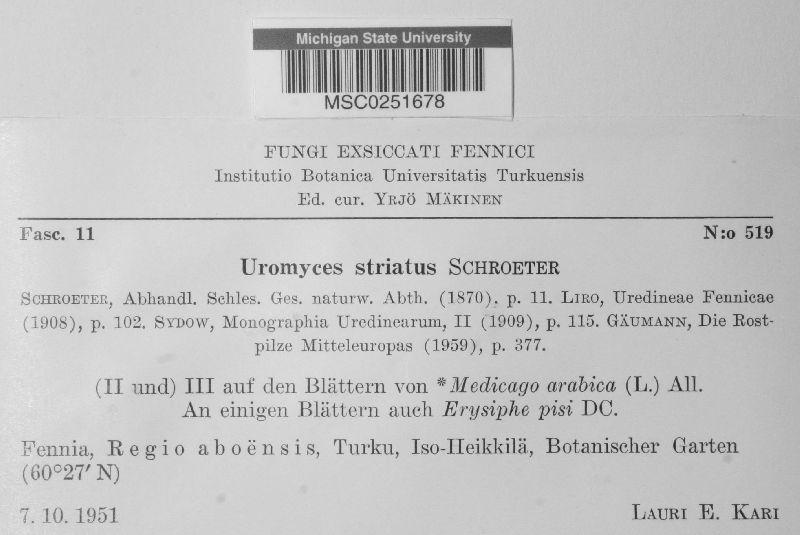 Michigan State University
MSC0251678
FUNGI EXSICCATI FENNICI
Institutio Botanica Universitatis Turkuensis
Ed. cur. YRJÖ MÄKINEN
Fasc. 11 N:o 519
Uromyces striatus SCHROETER
SCHROETER, Abhandl. Schles. Ges. naturw. Abth. (1870), p. 11. LIRO, Uredineae Fennicae
(1908), p. 102. SYDOW, Monographia Uredinearum, II (1909), p. 115. GÄUMANN, Die Rost-
pilze Mitteleuropas (1959), p. 377.
(II und) III auf den Blättern von *Medicago arabica (L.) All.
An einigen Blättern auch Erysiphe pisi DC.
Fennia, Regio aboënsis, Turku, Iso-Heikkilä, Botanischer Garten
(60°27′ N)
7. 10. 1951 LAURI E. KARI